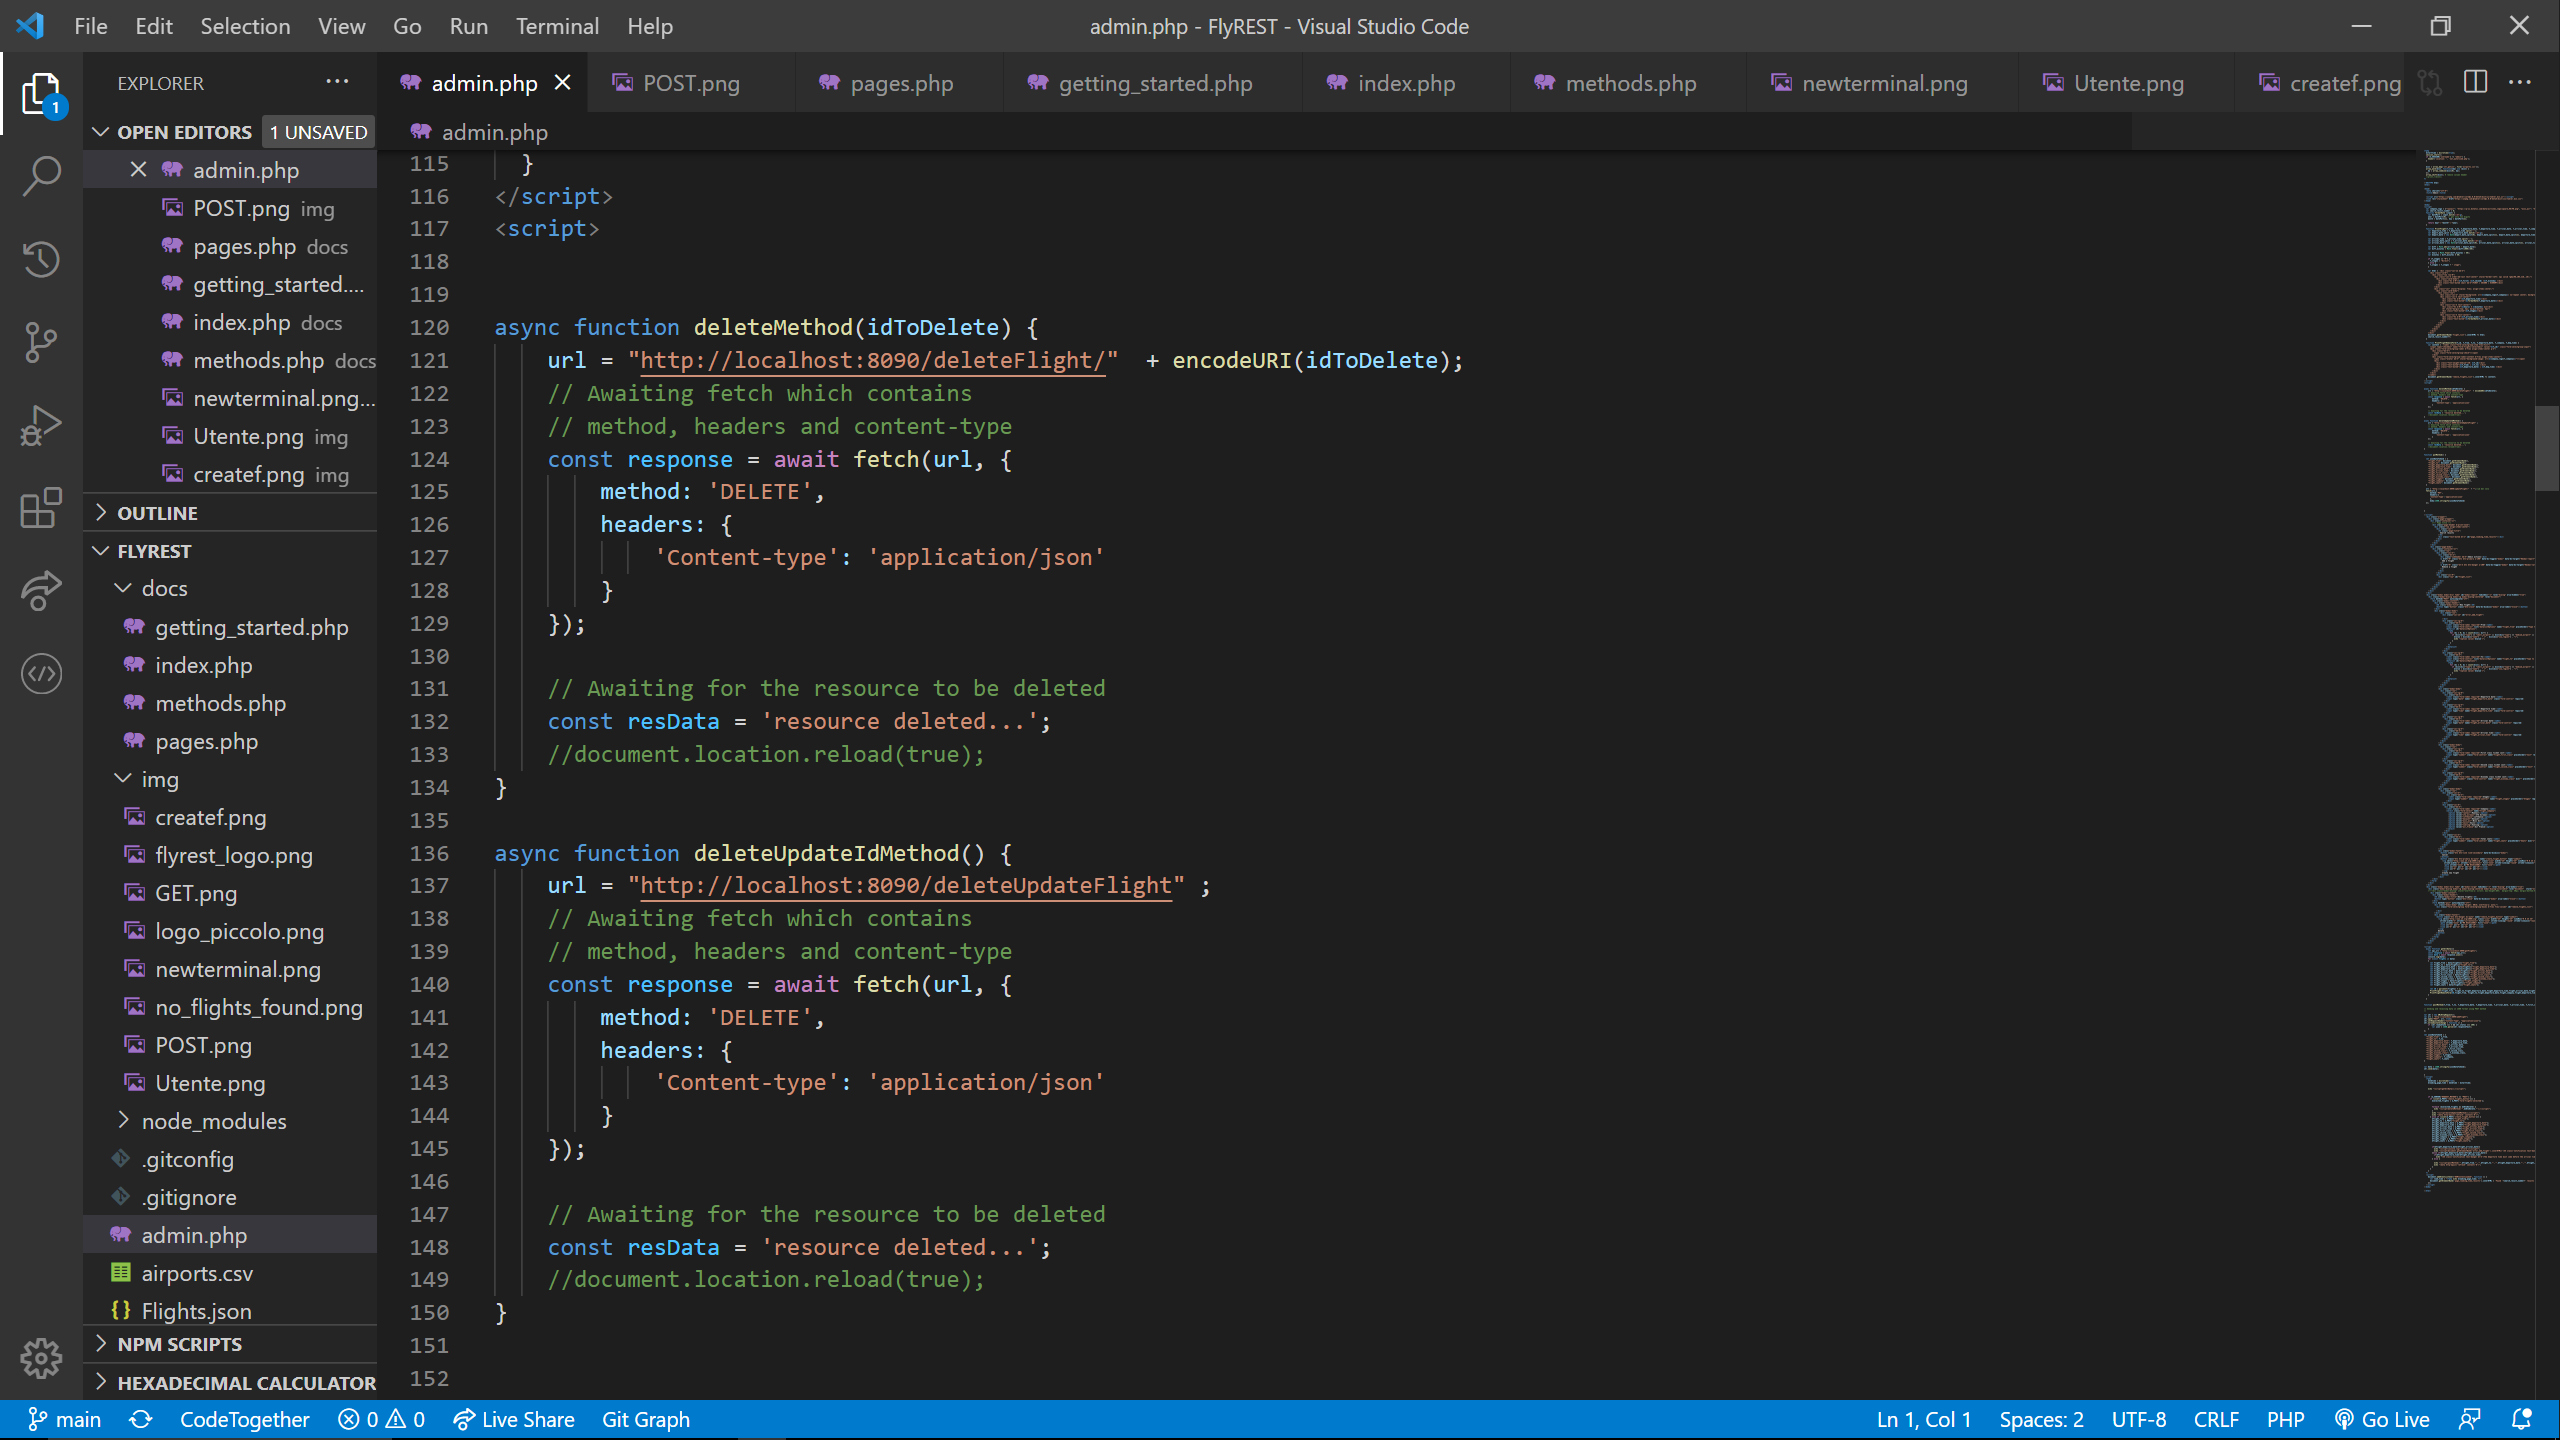 File Edit Selection View Go Run Terminal Help
admin.php - FlyREST - Visual Studio Code
EXPLORER
admin.php POST.png pages.php getting_started.php index.php methods.php newterminal.png Utente.png createf.png
OPEN EDITORS 1 UNSAVED
admin.php
POST.png img
pages.php docs
getting_started....
index.php docs
methods.php docs
newterminal.png...
Utente.png img
createf.png img
OUTLINE
FLYREST
docs
getting_started.php
index.php
methods.php
pages.php
img
createf.png
flyrest_logo.png
GET.png
logo_piccolo.png
newterminal.png
no_flights_found.png
POST.png
Utente.png
node_modules
.gitconfig
.gitignore
admin.php
airports.csv
{} Flights.json
NPM SCRIPTS
HEXADECIMAL CALCULATOR
1
admin.php
115 }
116 </script>
117 <script>
118
119
120 async function deleteMethod(idToDelete) {
121 url = "http://localhost:8090/deleteFlight/"  + encodeURI(idToDelete);
122 // Awaiting fetch which contains
123 // method, headers and content-type
124 const response = await fetch(url, {
125 method: 'DELETE',
126 headers: {
127 'Content-type': 'application/json'
128 }
129 });
130
131 // Awaiting for the resource to be deleted
132 const resData = 'resource deleted...';
133 //document.location.reload(true);
134 }
135
136 async function deleteUpdateIdMethod() {
137 url = "http://localhost:8090/deleteUpdateFlight" ;
138 // Awaiting fetch which contains
139 // method, headers and content-type
140 const response = await fetch(url, {
141 method: 'DELETE',
142 headers: {
143 'Content-type': 'application/json'
144 }
145 });
146
147 // Awaiting for the resource to be deleted
148 const resData = 'resource deleted...';
149 //document.location.reload(true);
150 }
151
152
main CodeTogether 0 0 Live Share Git Graph
Ln 1, Col 1 Spaces: 2 UTF-8 CRLF PHP Go Live